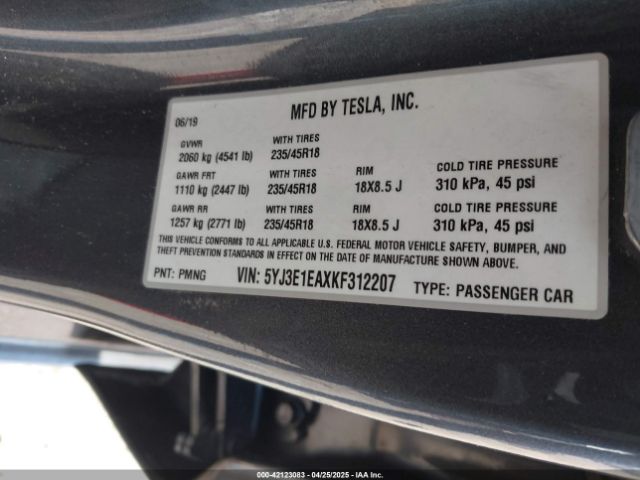 MFD BY TESLA, INC.
06/19
GVWR WITH TIRES
2060 kg (4541 lb) 235/45R18
GAWR FRT WITH TIRES RIM COLD TIRE PRESSURE
1110 kg (2447 lb) 235/45R18 18X8.5 J 310 kPa, 45 psi
GAWR RR WITH TIRES RIM COLD TIRE PRESSURE
1257 kg (2771 lb) 235/45R18 18X8.5 J 310 kPa, 45 psi
THIS VEHICLE CONFORMS TO ALL APPLICABLE U.S. FEDERAL MOTOR VEHICLE SAFETY, BUMPER, AND
THEFT PREVENTION STANDARDS IN EFFECT ON THE DATE OF MANUFACTURE SHOWN ABOVE.
PNT: PMNG VIN: 5YJ3E1EAXKF312207 TYPE: PASSENGER CAR
000-42123083 - 04/25/2025 - IAA Inc.